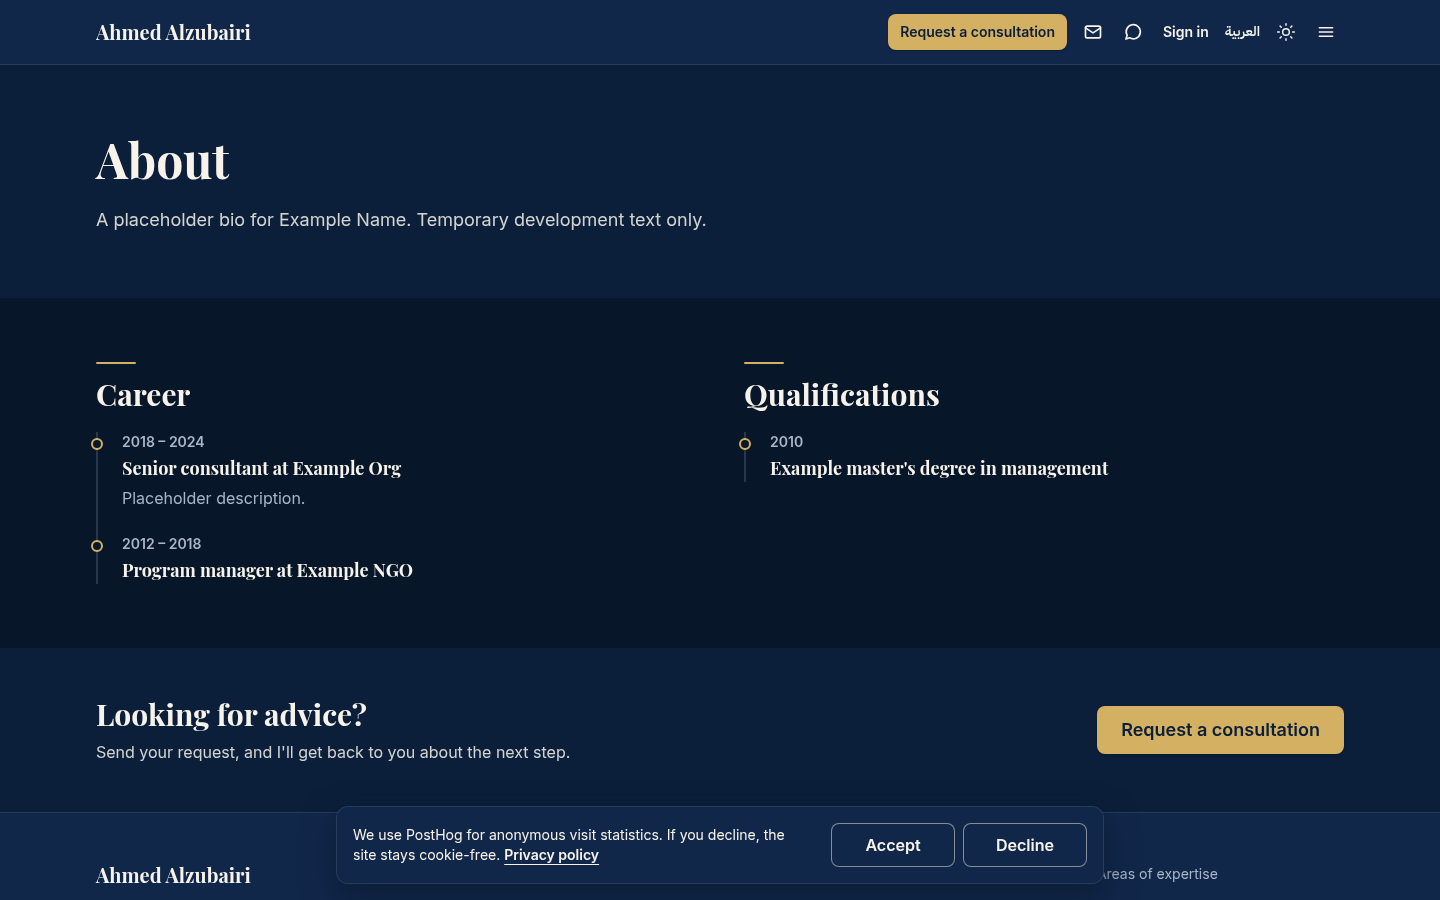 Ahmed Alzubairi
Request a consultation
Sign in
العربية
About
A placeholder bio for Example Name. Temporary development text only.
Career
2018 – 2024
Senior consultant at Example Org
Placeholder description.
2012 – 2018
Program manager at Example NGO
Qualifications
2010
Example master's degree in management
Looking for advice?
Send your request, and I'll get back to you about the next step.
Request a consultation
We use PostHog for anonymous visit statistics. If you decline, the
site stays cookie-free. Privacy policy
Accept
Decline
Ahmed Alzubairi
Areas of expertise